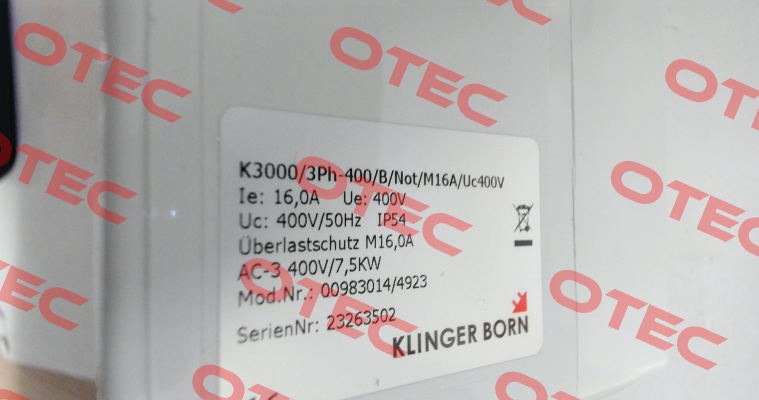 K3000/3Ph-400/B/Not/M16A/Uc400V
Ie: 16,0A Ue: 400V
Uc: 400V/50Hz IP54
Überlastschutz M16,0A
AC-3 400V/7,5KW
Mod.Nr.: 00983014/4923
SerienNr: 23263502
KLINGER BORN
OTEC
OTEC
OTEC
OTEC
OTEC
OTEC
OTEC
OTEC
OTEC
OTEC
OTEC
OTEC